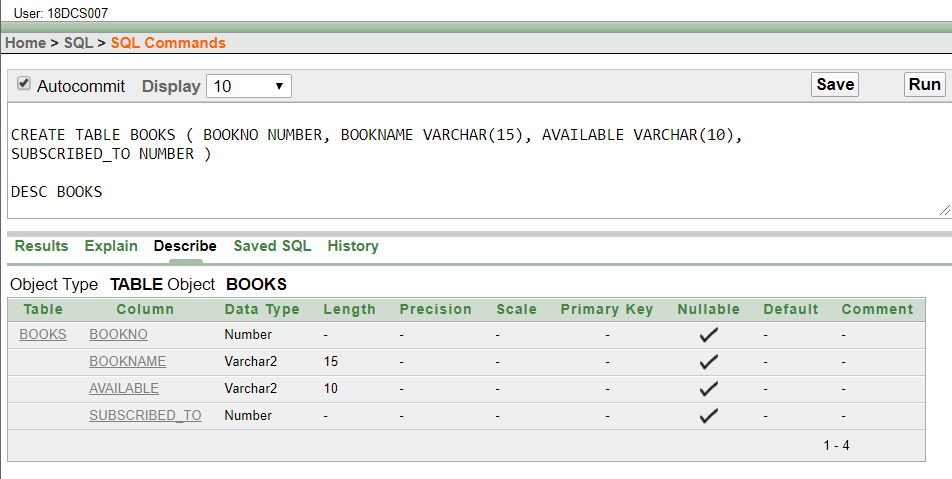 User: 18DCS007
Home > SQL > SQL Commands
Autocommit Display 10 Save Run
CREATE TABLE BOOKS ( BOOKNO NUMBER, BOOKNAME VARCHAR(15), AVAILABLE VARCHAR(10),
SUBSCRIBED_TO NUMBER )
DESC BOOKS
Results Explain Describe Saved SQL History
Object Type TABLE Object BOOKS
Table Column Data Type Length Precision Scale Primary Key Nullable Default Comment
BOOKS BOOKNO Number - - - - ✓ - -
BOOKNAME Varchar2 15 - - - ✓ - -
AVAILABLE Varchar2 10 - - - ✓ - -
SUBSCRIBED_TO Number - - - - ✓ - -
1 - 4